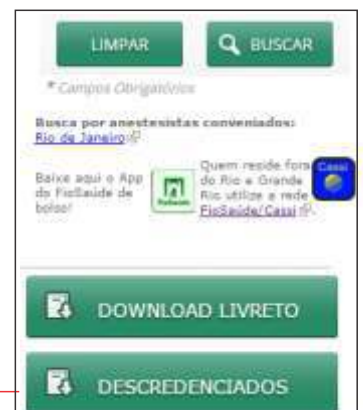 LIMPAR
BUSCAR
* Campos Obrigatórios
Busca por anestesistas conveniados:
Rio de Janeiro
Baixe aqui o App
do FioSaúde de
bolso!
FioSaúde
Quem reside fora
do Rio e Grande
Rio utilize a rede
FioSaúde/Cassi
Cassi
DOWNLOAD LIVRETO
DESCREDENCIADOS